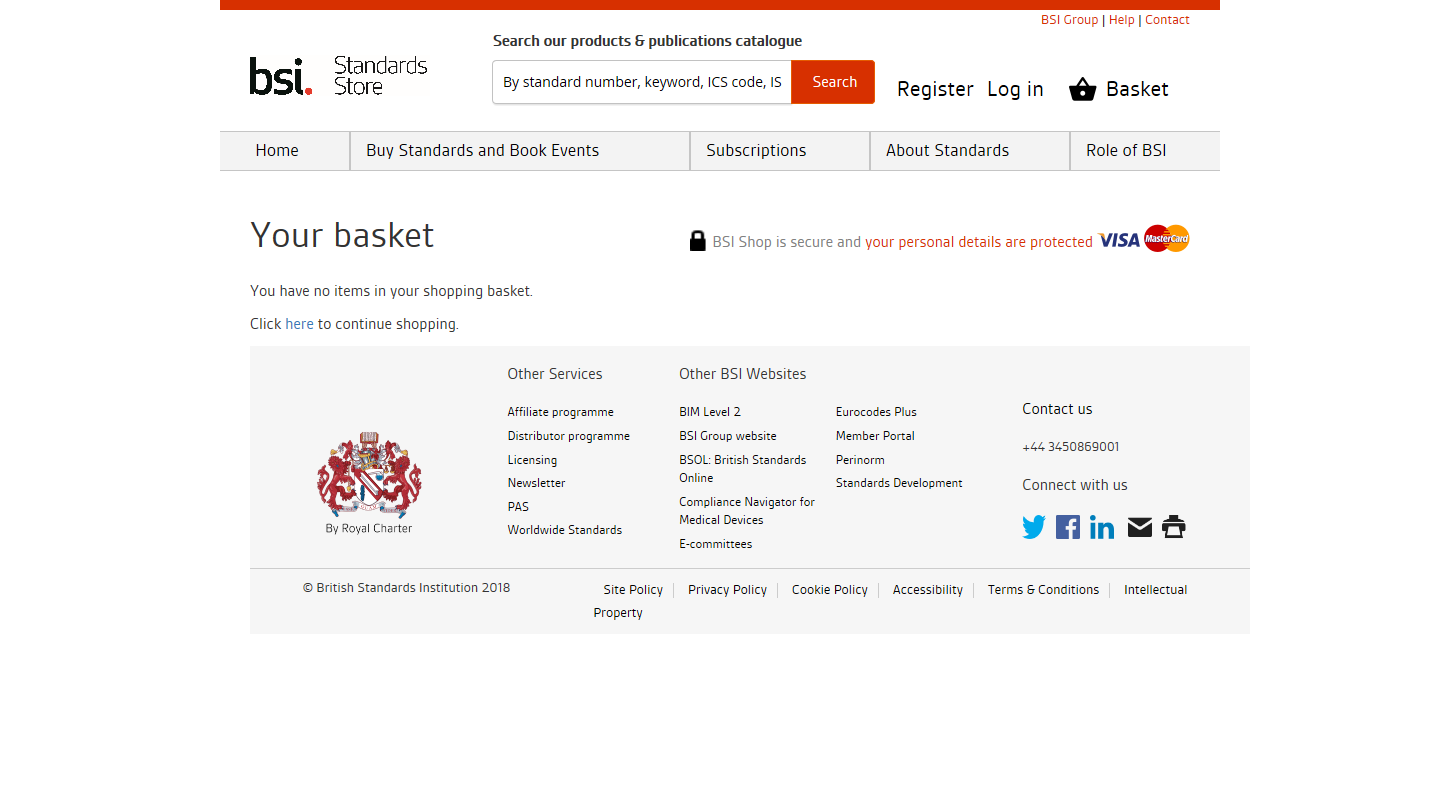 BSI Group | Help | Contact
Search our products & publications catalogue
bsi. Standards
Store
By standard number, keyword, ICS code, IS
Search
Register Log in Basket
Home
Buy Standards and Book Events
Subscriptions
About Standards
Role of BSI
Your basket
BSI Shop is secure and your personal details are protected VISA MasterCard
You have no items in your shopping basket.
Click here to continue shopping.
By Royal Charter
Other Services
Affiliate programme
Distributor programme
Licensing
Newsletter
PAS
Worldwide Standards
Other BSI Websites
BIM Level 2
BSI Group website
BSOL: British Standards
Online
Compliance Navigator for
Medical Devices
E-committees
Eurocodes Plus
Member Portal
Perinorm
Standards Development
Contact us
+44 3450869001
Connect with us
© British Standards Institution 2018
Site Policy Privacy Policy Cookie Policy Accessibility Terms & Conditions Intellectual
Property